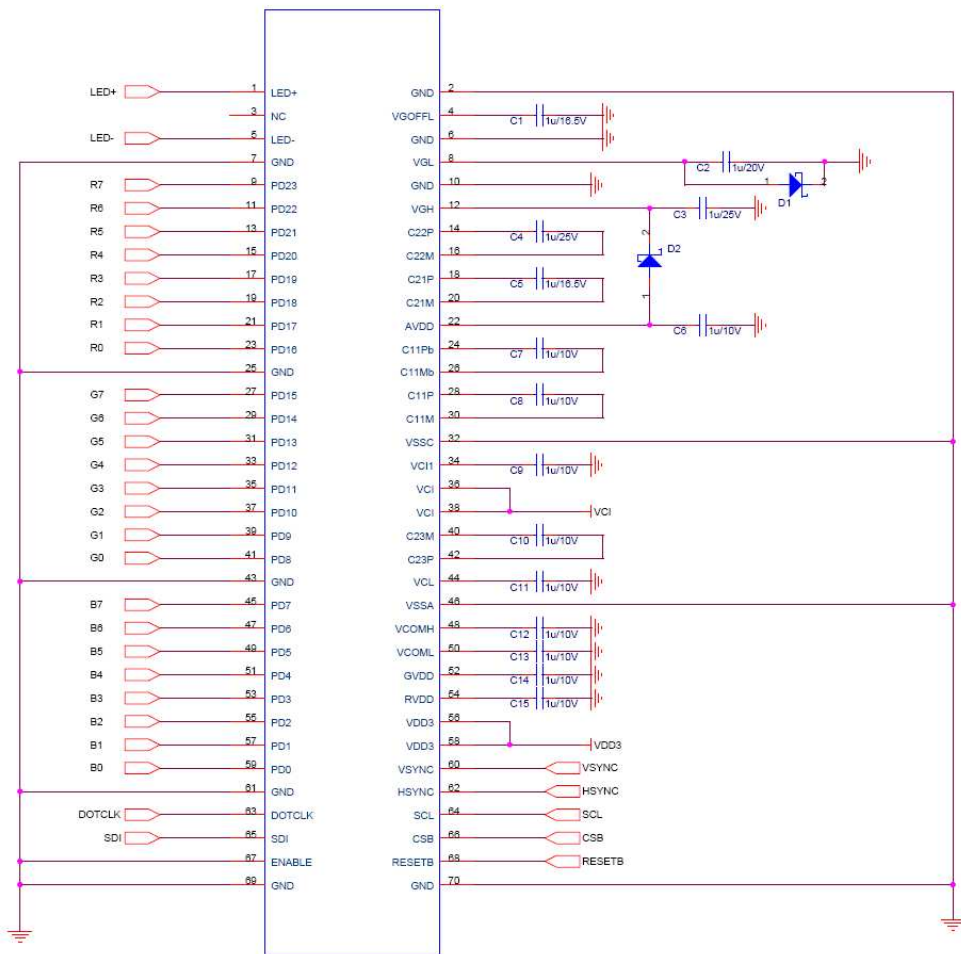 LED+ 1 LED+ GND 2
3 NC VGOFFL 4 C1 1u/16.5V
LED- 5 LED- GND 6
7 GND VGL 8 C2 1u/20V
R7 9 PD23 GND 10 1 2 D1
R6 11 PD22 VGH 12 C3 1u/25V
R5 13 PD21 C22P 14 C4 1u/25V 2
R4 15 PD20 C22M 16 D2
R3 17 PD19 C21P 18 C5 1u/16.5V
R2 19 PD18 C21M 20 1
R1 21 PD17 AVDD 22 C6 1u/10V
R0 23 PD16 C11Pb 24 C7 1u/10V
25 GND C11Mb 26
G7 27 PD15 C11P 28 C8 1u/10V
G6 29 PD14 C11M 30
G5 31 PD13 VSSC 32
G4 33 PD12 VCI1 34 C9 1u/10V
G3 35 PD11 VCI 36
G2 37 PD10 VCI 38 VCI
G1 39 PD9 C23M 40 C10 1u/10V
G0 41 PD8 C23P 42
43 GND VCL 44 C11 1u/10V
B7 45 PD7 VSSA 46
B6 47 PD6 VCOMH 48 C12 1u/10V
B5 49 PD5 VCOML 50 C13 1u/10V
B4 51 PD4 GVDD 52 C14 1u/10V
B3 53 PD3 RVDD 54 C15 1u/10V
B2 55 PD2 VDD3 56
B1 57 PD1 VDD3 58 VDD3
B0 59 PD0 VSYNC 60 VSYNC
61 GND HSYNC 62 HSYNC
DOTCLK 63 DOTCLK SCL 64 SCL
SDI 65 SDI CSB 66 CSB
67 ENABLE RESETB 68 RESETB
69 GND GND 70